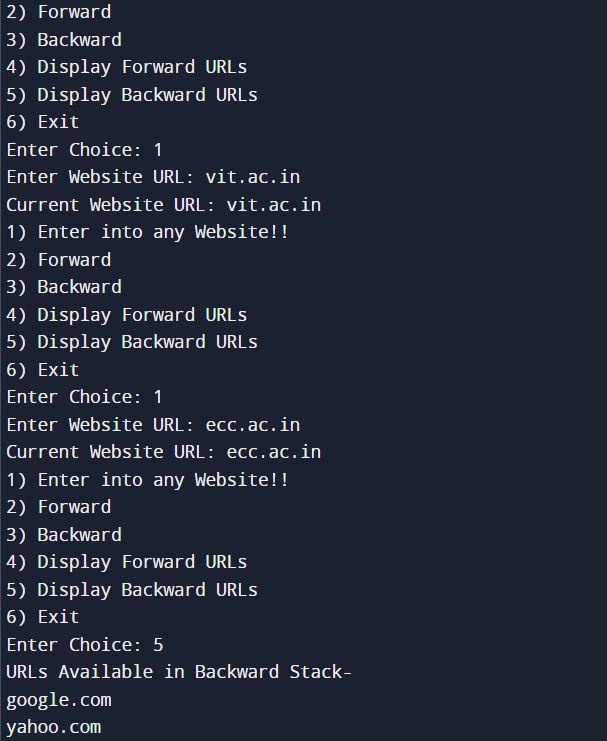 2) Forward
3) Backward
4) Display Forward URLs
5) Display Backward URLs
6) Exit
Enter Choice: 1
Enter Website URL: vit.ac.in
Current Website URL: vit.ac.in
1) Enter into any Website!!
2) Forward
3) Backward
4) Display Forward URLs
5) Display Backward URLs
6) Exit
Enter Choice: 1
Enter Website URL: ecc.ac.in
Current Website URL: ecc.ac.in
1) Enter into any Website!!
2) Forward
3) Backward
4) Display Forward URLs
5) Display Backward URLs
6) Exit
Enter Choice: 5
URLs Available in Backward Stack-
google.com
yahoo.com